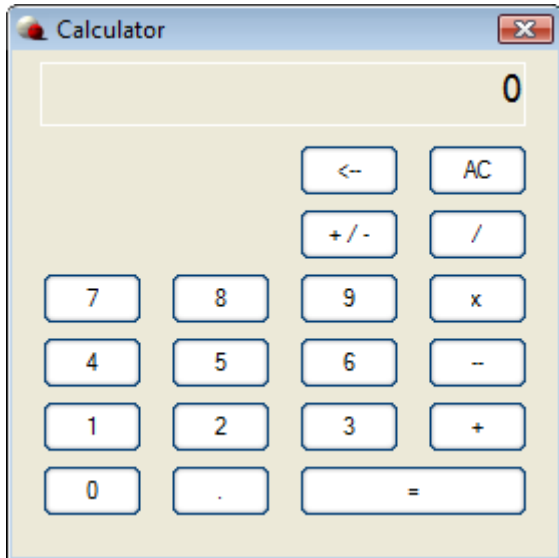 Calculator
0
<-- AC
+ / - /
7 8 9 x
4 5 6 --
1 2 3 +
0 . =